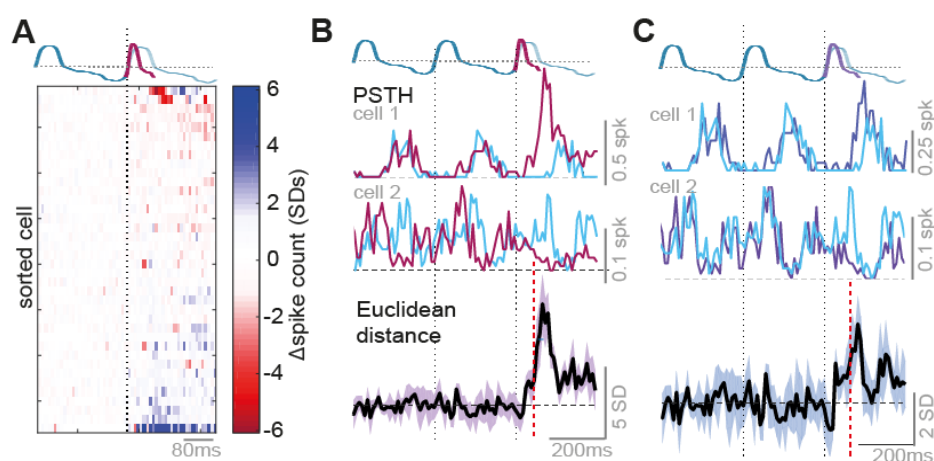 A
sorted cell
80ms
6
4
2
0
-2
-4
-6
Δspike count (SDs)
B
PSTH
cell 1
0.5 spk
cell 2
0.1 spk
Euclidean
distance
5 SD
200ms
C
cell 1
0.25 spk
cell 2
0.1 spk
2 SD
200ms